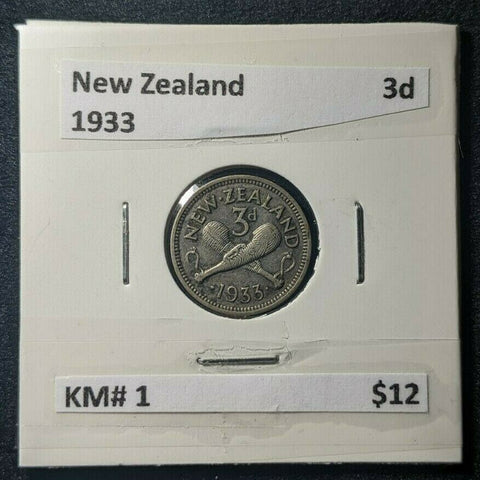 New Zealand 3d
1933
NEW·ZEALAND
3d
·1933·
KM# 1 $12